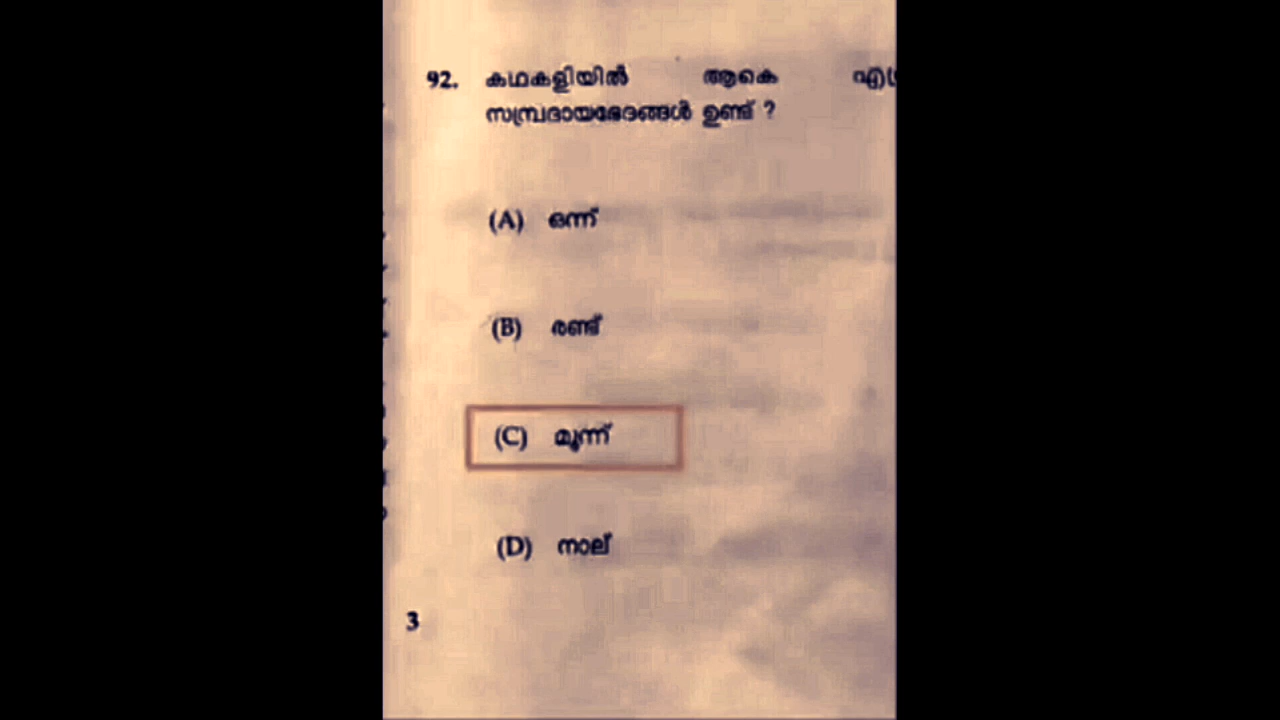 92. കഥകളിയിൽ ആകെ
സമ്പ്രദായഭേദങ്ങൾ ഉണ്ട് ?
(A) ഒന്ന്
(B) രണ്ട്
(C) മൂന്ന്
(D) നാല്
3